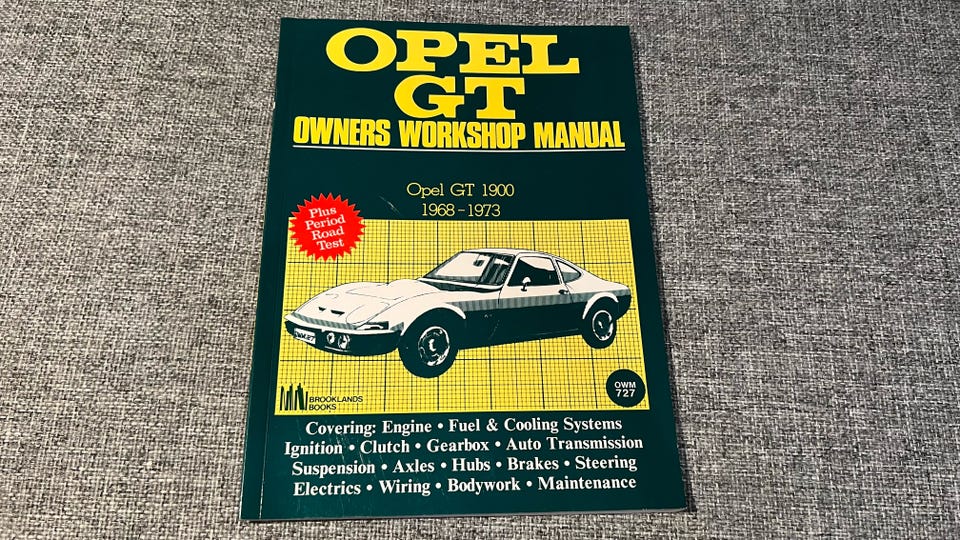 OPEL
GT
OWNERS WORKSHOP MANUAL
Opel GT 1900
1968-1973
Plus
Period
Road
Test
BROOKLANDS
BOOKS
OWM
727
Covering: Engine • Fuel & Cooling Systems
Ignition • Clutch • Gearbox • Auto Transmission
Suspension • Axles • Hubs • Brakes • Steering
Electrics • Wiring • Bodywork • Maintenance